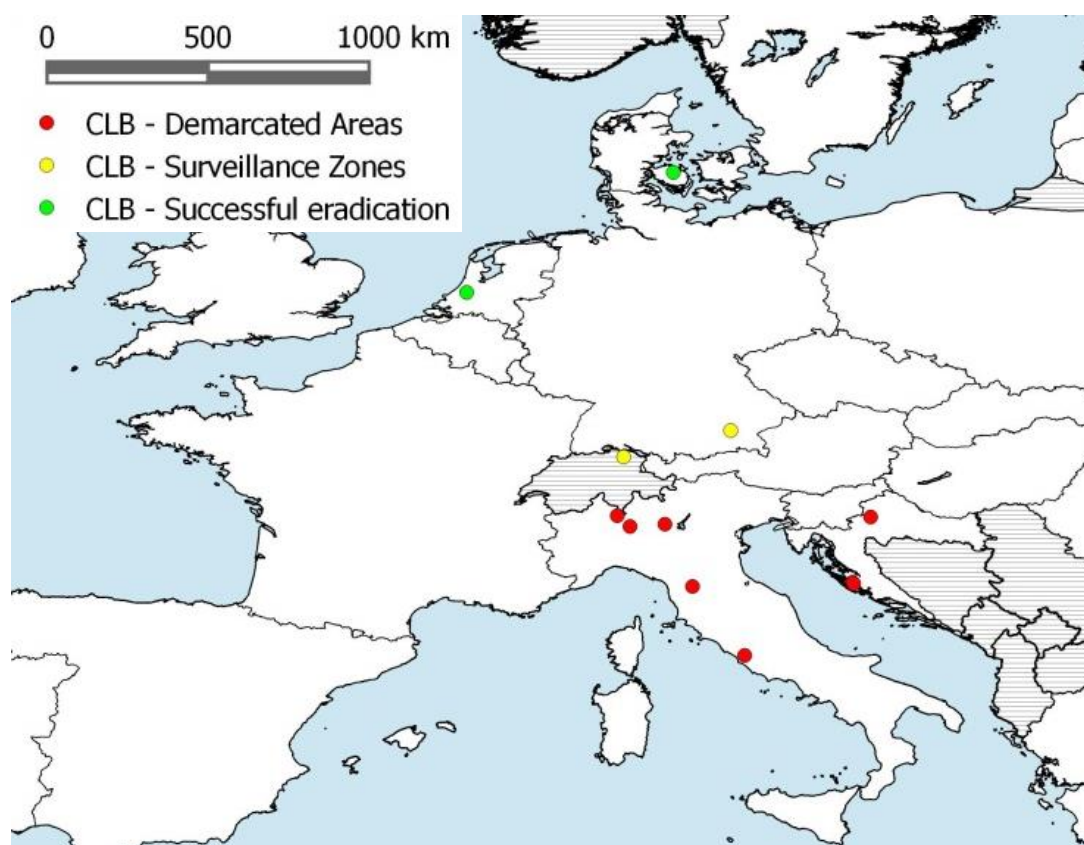 0 500 1000 km
CLB - Demarcated Areas
CLB - Surveillance Zones
CLB - Successful eradication